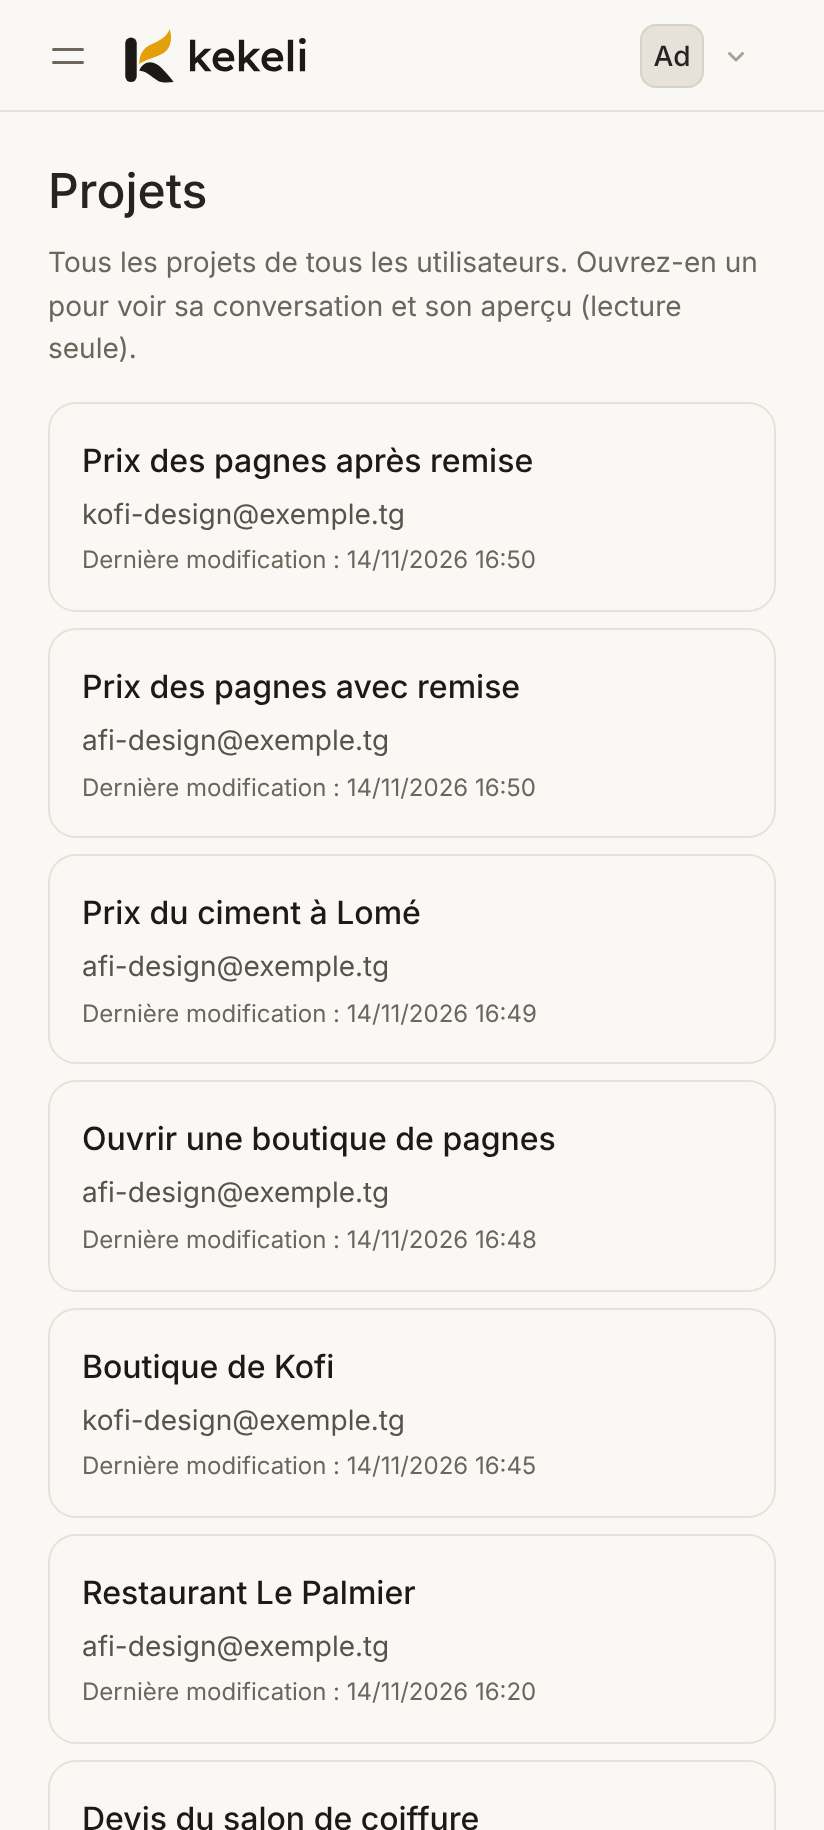 kekeli
Ad
Projets
Tous les projets de tous les utilisateurs. Ouvrez-en un
pour voir sa conversation et son aperçu (lecture
seule).
Prix des pagnes après remise
kofi-design@exemple.tg
Dernière modification : 14/11/2026 16:50
Prix des pagnes avec remise
afi-design@exemple.tg
Dernière modification : 14/11/2026 16:50
Prix du ciment à Lomé
afi-design@exemple.tg
Dernière modification : 14/11/2026 16:49
Ouvrir une boutique de pagnes
afi-design@exemple.tg
Dernière modification : 14/11/2026 16:48
Boutique de Kofi
kofi-design@exemple.tg
Dernière modification : 14/11/2026 16:45
Restaurant Le Palmier
afi-design@exemple.tg
Dernière modification : 14/11/2026 16:20
Devis du salon de coiffure